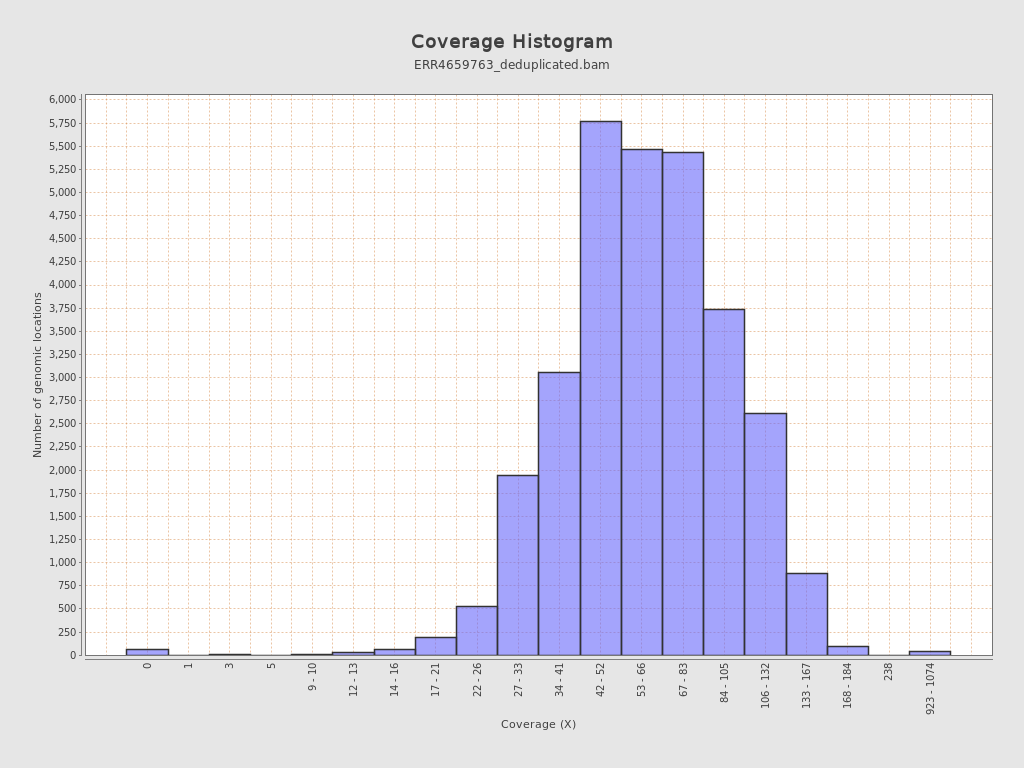 Coverage Histogram
ERR4659763_deduplicated.bam
Number of genomic locations
6,000
5,750
5,500
5,250
5,000
4,750
4,500
4,250
4,000
3,750
3,500
3,250
3,000
2,750
2,500
2,250
2,000
1,750
1,500
1,250
1,000
750
500
250
0
0
1
3
5
9 - 10
12 - 13
14 - 16
17 - 21
22 - 26
27 - 33
34 - 41
42 - 52
53 - 66
67 - 83
84 - 105
106 - 132
133 - 167
168 - 184
238
923 - 1074
Coverage (X)